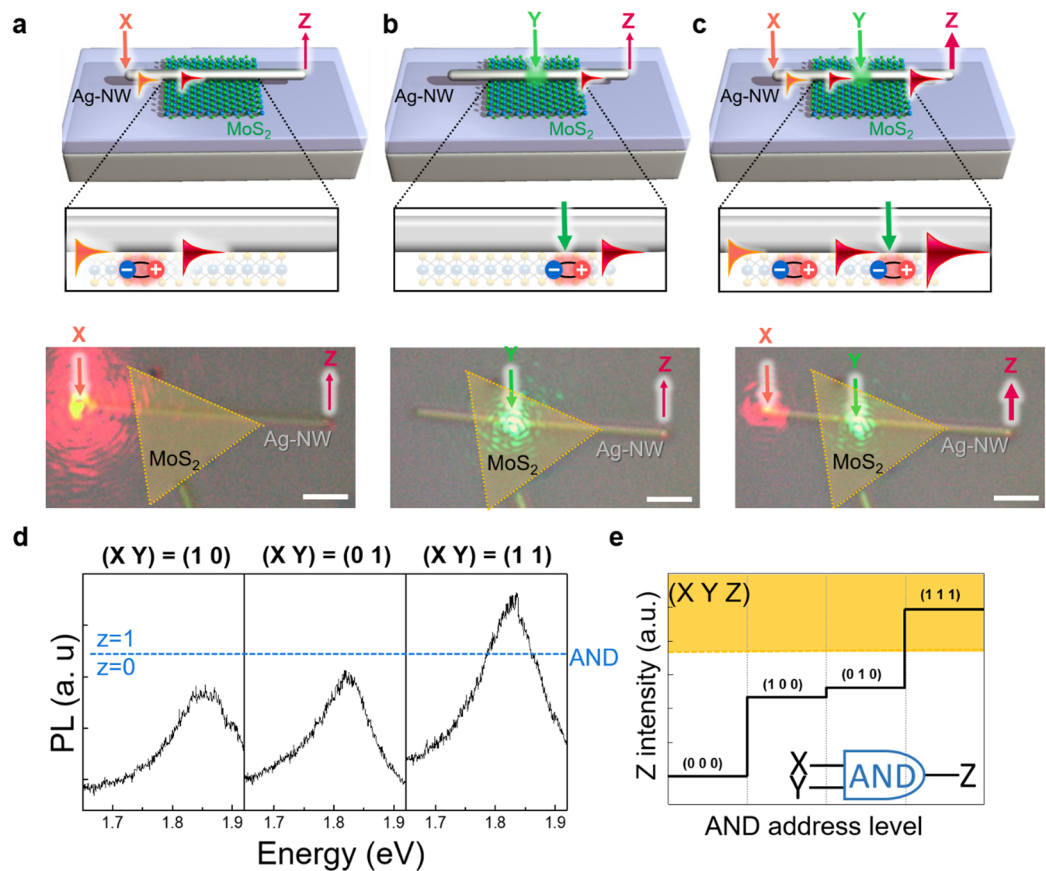 a
X
Z
Ag-NW
MoS₂
b
Y
Z
Ag-NW
MoS₂
c
X
Y
Z
Ag-NW
MoS₂
− +
− +
− + − +
X
Z
MoS₂
Ag-NW
Y
Z
MoS₂
Ag-NW
X
Y
Z
MoS₂
Ag-NW
d
(X Y) = (1 0)
(X Y) = (0 1)
(X Y) = (1 1)
z=1
z=0
AND
PL (a. u)
1.7 1.8 1.9
1.7 1.8 1.9
1.7 1.8 1.9
Energy (eV)
e
(X Y Z)
(1 1 1)
(1 0 0)
(0 1 0)
(0 0 0)
X
Y
AND
Z
Z intensity (a.u.)
AND address level